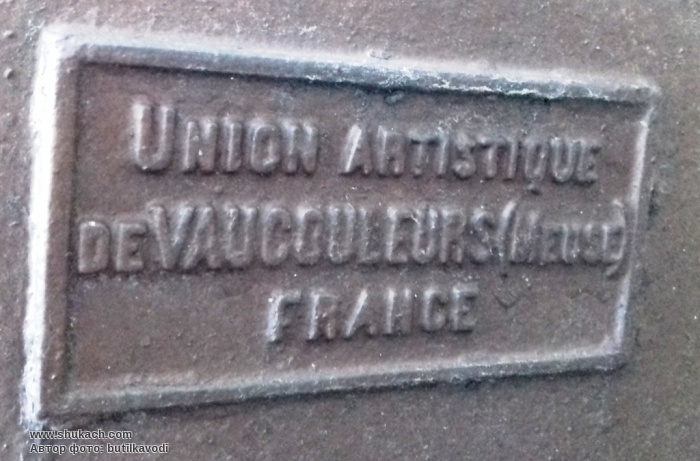 UNION ARTISTIQUE
DE VAUCOULEURS (MEUSE)
FRANCE
www.shukach.com
Автор фото: butilkavodi